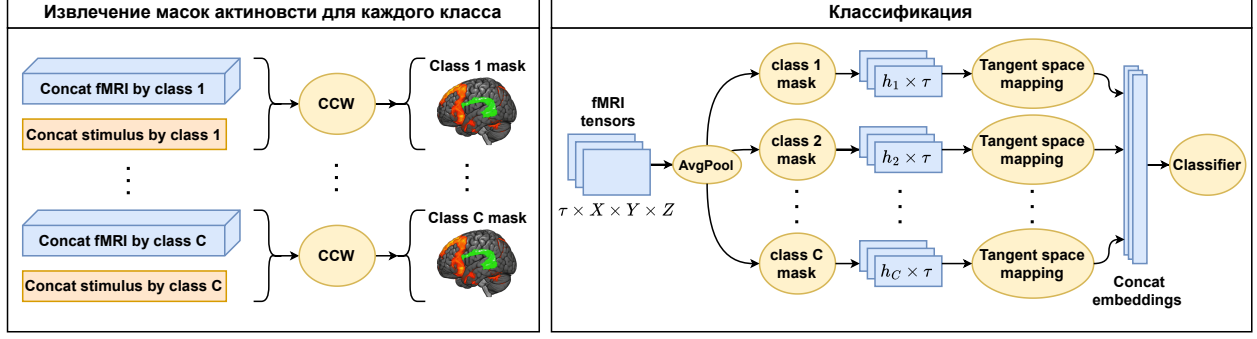 Извлечение масок актиновсти для каждого класса
Concat fMRI by class 1
Concat stimulus by class 1
CCW
Class 1 mask
Concat fMRI by class C
Concat stimulus by class C
CCW
Class C mask
Классификация
fMRI
tensors
τ × X × Y × Z
AvgPool
class 1
mask
h₁ × τ
Tangent space
mapping
class 2
mask
h₂ × τ
Tangent space
mapping
class C
mask
h_C × τ
Tangent space
mapping
Concat
embeddings
Classifier